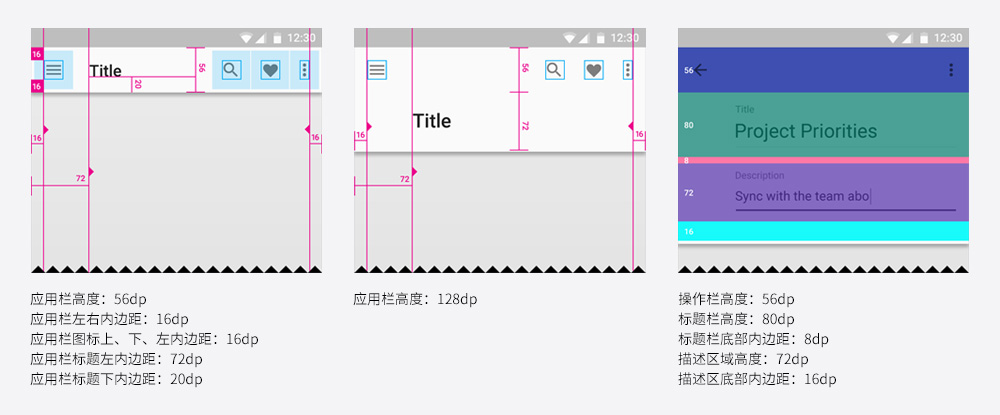 12:30
16
Title
56
16
20
16
16
72
应用栏高度：56dp
应用栏左右内边距：16dp
应用栏图标上、下、左内边距：16dp
应用栏标题左内边距：72dp
应用栏标题下内边距：20dp
12:30
56
Title
72
16
16
72
应用栏高度：128dp
12:30
56
Title
80
Project Priorities
8
Description
72
Sync with the team abo
16
操作栏高度：56dp
标题栏高度：80dp
标题栏底部内边距：8dp
描述区域高度：72dp
描述区底部内边距：16dp